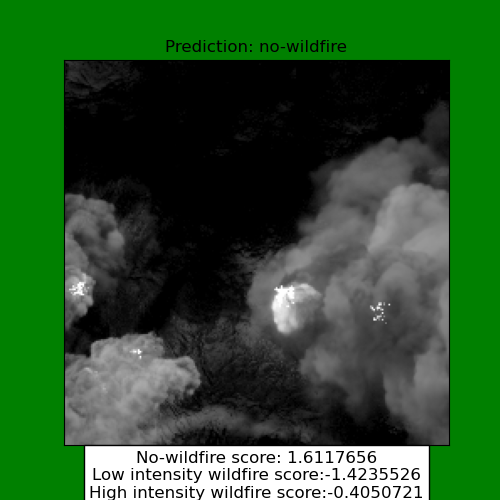 Prediction: no-wildfire
No-wildfire score: 1.6117656
Low intensity wildfire score:-1.4235526
High intensity wildfire score:-0.4050721